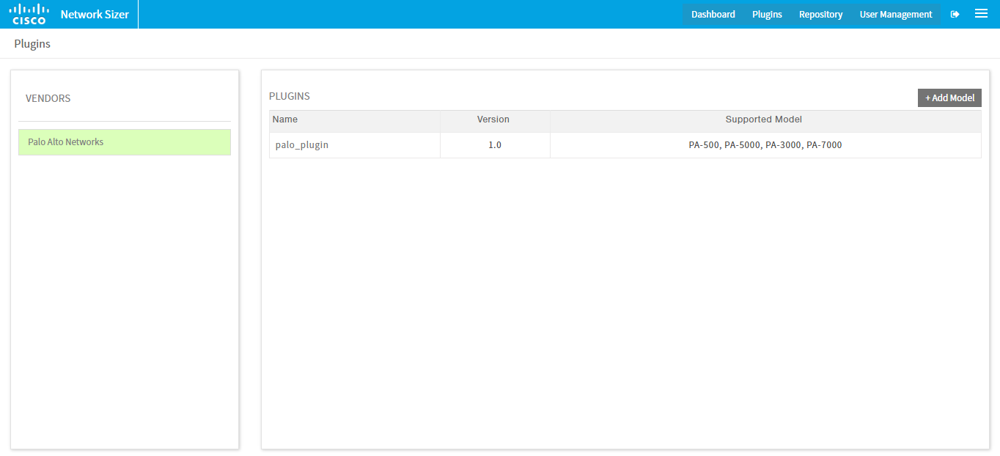 CISCO
Network Sizer
Dashboard Plugins Repository User Management
Plugins
VENDORS
Palo Alto Networks
PLUGINS
+ Add Model
Name Version Supported Model
palo_plugin 1.0 PA-500, PA-5000, PA-3000, PA-7000